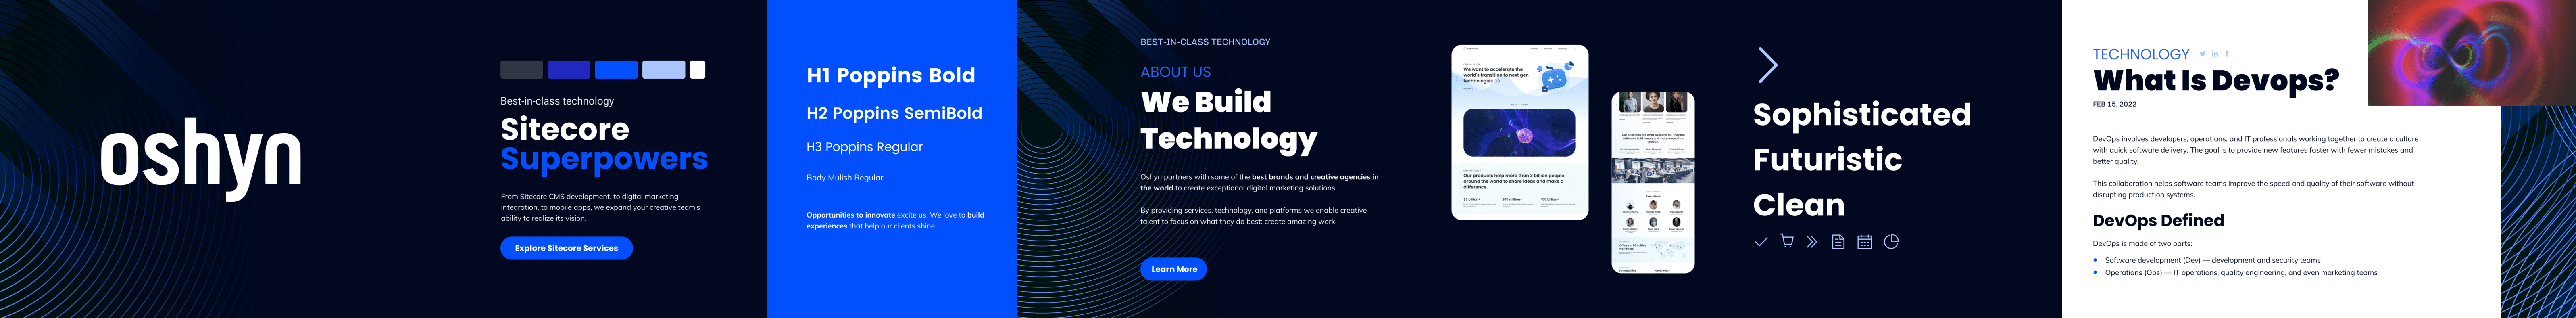 oshyn
Best-in-class technology
Sitecore
Superpowers
From Sitecore CMS development, to digital marketing
integration, to mobile apps, we expand your creative team's
ability to realize its vision.
Explore Sitecore Services
H1 Poppins Bold
H2 Poppins SemiBold
H3 Poppins Regular
Body Mulish Regular
Opportunities to innovate excite us. We love to build
experiences that help our clients shine.
BEST-IN-CLASS TECHNOLOGY
ABOUT US
We Build
Technology
Oshyn partners with some of the best brands and creative agencies in
the world to create exceptional digital marketing solutions.
By providing services, technology, and platforms we enable creative
talent to focus on what they do best: create amazing work.
Learn More
We want to accelerate the
world's transition to next gen
technologies
Our products help more than 3 billion people
around the world to share ideas and make a
difference.
$5 billion+
200 million+
100 billion+
Executives
Sophisticated
Futuristic
Clean
TECHNOLOGY
What Is Devops?
FEB 15, 2022
DevOps involves developers, operations, and IT professionals working together to create a culture
with quick software delivery. The goal is to provide new features faster with fewer mistakes and
better quality.
This collaboration helps software teams improve the speed and quality of their software without
disrupting production systems.
DevOps Defined
DevOps is made of two parts:
Software development (Dev) — development and security teams
Operations (Ops) — IT operations, quality engineering, and even marketing teams